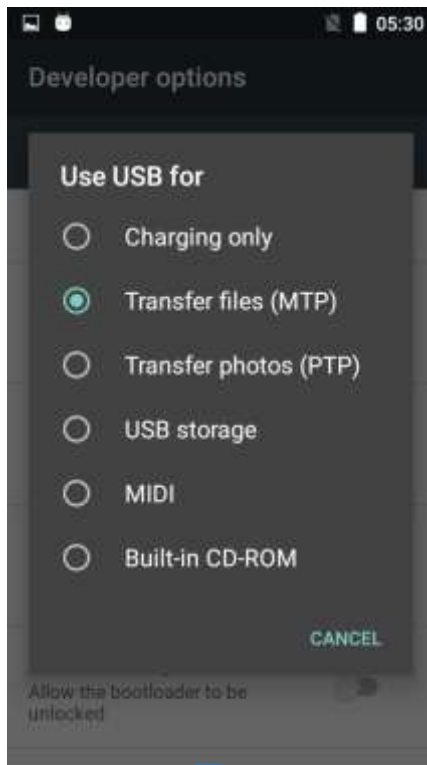 05:30
Developer options
Use USB for
Charging only
Transfer files (MTP)
Transfer photos (PTP)
USB storage
MIDI
Built-in CD-ROM
CANCEL
Allow the bootloader to be
unlocked